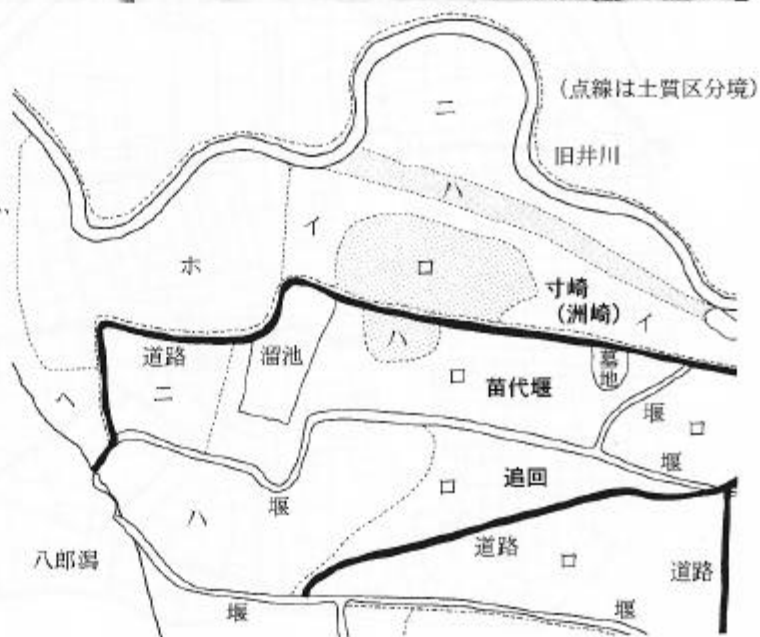 ニ
(点線は土質区分境)
旧井川
ハ
イ
ホ
ロ
寸崎
(洲崎)
イ
道路
溜池
ハ
墓地
ニ
ロ
苗代堰
ヘ
堰
ロ
堰
ロ
追回
ハ
堰
道路
ロ
八郎潟
道路
堰
堰